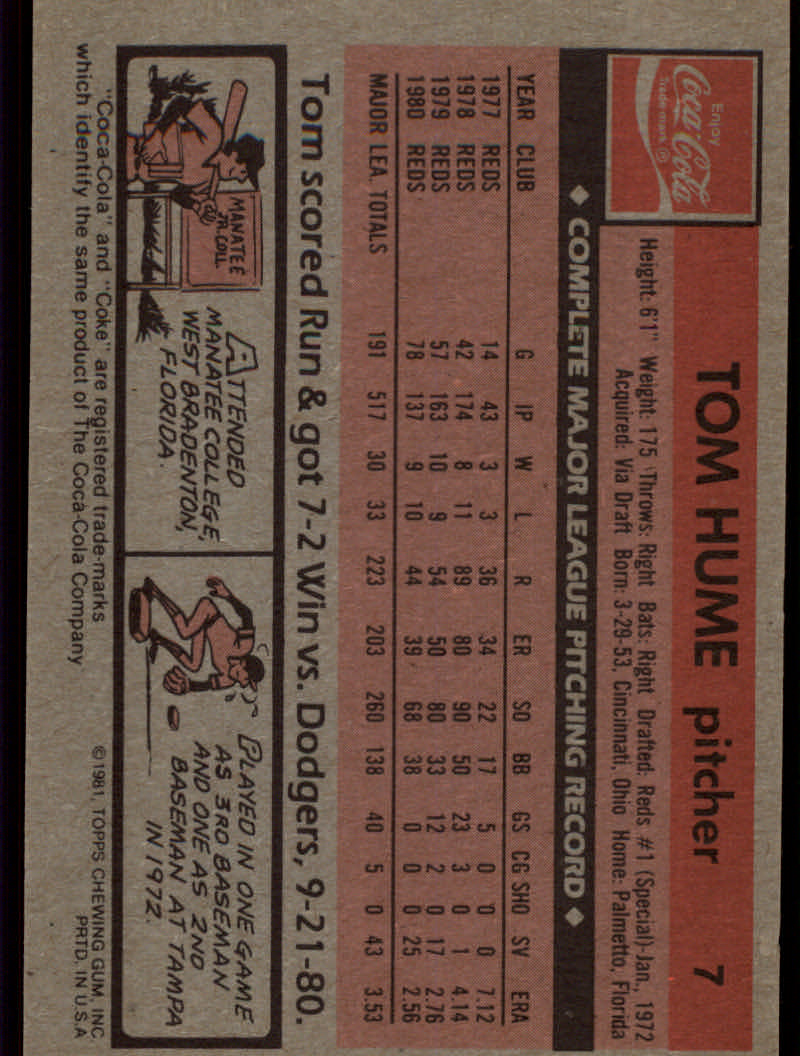 Enjoy
Coca-Cola
Trade mark ®
TOM HUME pitcher 7
Height: 6'1" Weight: 175 Throws: Right Bats: Right Drafted: Reds #1 (Special)-Jan., 1972
Acquired: Via Draft Born: 3-29-53, Cincinnati, Ohio Home: Palmetto, Florida
◆ COMPLETE MAJOR LEAGUE PITCHING RECORD ◆
YEAR CLUB G IP W L R ER SO BB GS CG SHO SV ERA
1977 REDS 14 43 3 3 36 34 22 17 5 0 0 0 7.12
1978 REDS 42 174 8 11 89 80 90 50 23 3 0 1 4.14
1979 REDS 57 163 10 9 54 50 80 33 12 2 0 17 2.76
1980 REDS 78 137 9 10 44 39 68 38 0 0 0 25 2.56
MAJOR LEA. TOTALS 191 517 30 33 223 203 260 138 40 5 0 43 3.53
Tom scored Run & got 7-2 Win vs. Dodgers, 9-21-80.
MANATEE
JR. COLL.
ATTENDED
MANATEE COLLEGE,
WEST BRADENTON,
FLORIDA.
PLAYED IN ONE GAME
AS 3RD BASEMAN
AND ONE AS 2ND
BASEMAN AT TAMPA
IN 1972.
"Coca-Cola" and "Coke" are registered trade-marks
which identify the same product of The Coca-Cola Company
© 1981, TOPPS CHEWING GUM, INC.
PRTD. IN U.S.A.